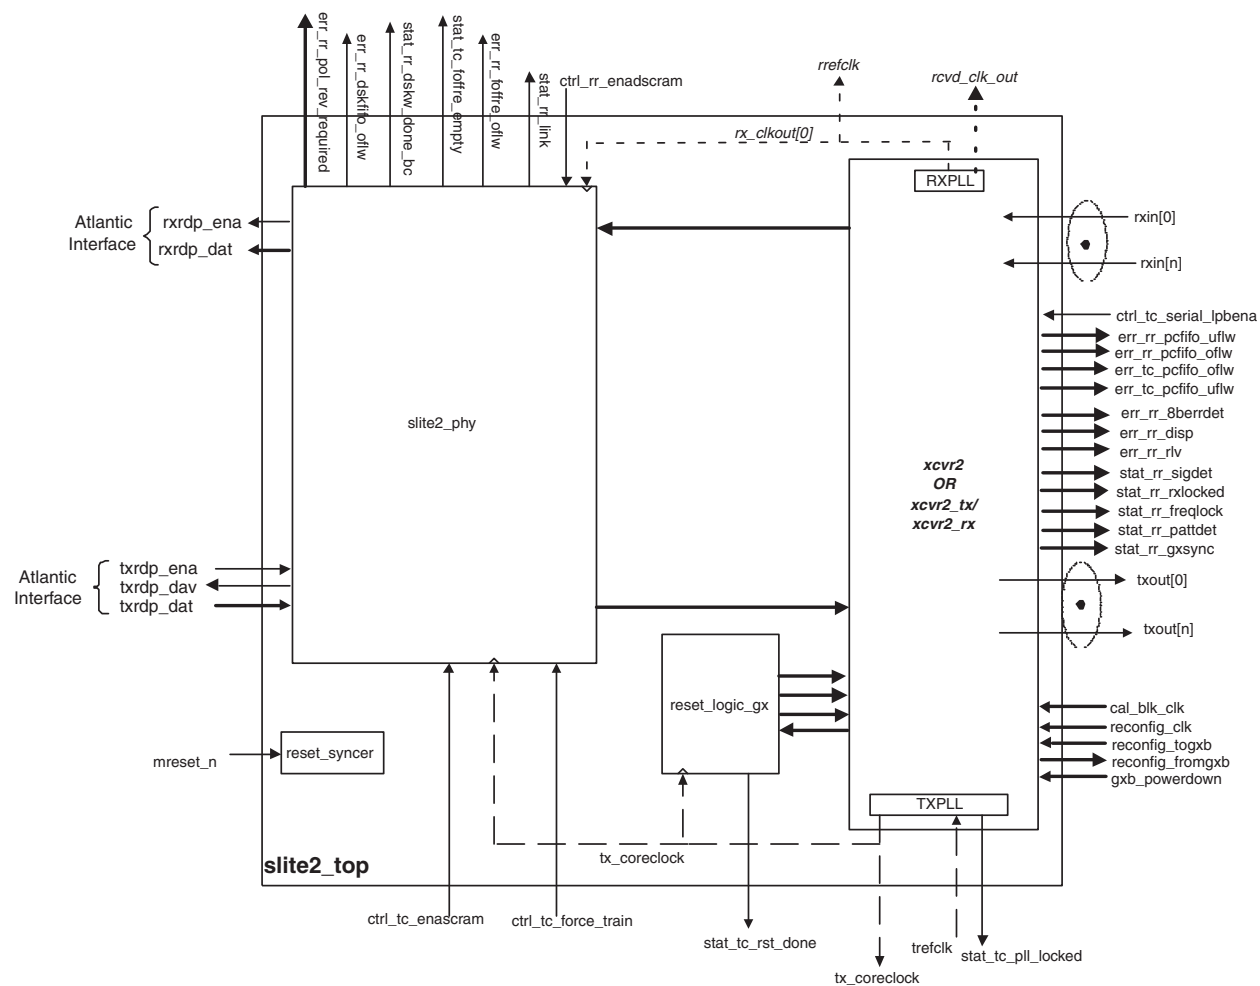 err_rr_pol_rev_required
err_rr_dskfifo_oflw
stat_rr_dskw_done_bc
stat_tc_foffre_empty
err_rr_foffre_oflw
stat_rr_link
ctrl_rr_enadscram
rrefclk
rcvd_clk_out
rx_clkout[0]
RXPLL
Atlantic
Interface
rxrdp_ena
rxrdp_dat
rxin[0]
rxin[n]
ctrl_tc_serial_lpbena
err_rr_pcfifo_uflw
err_rr_pcfifo_oflw
err_tc_pcfifo_oflw
err_tc_pcfifo_uflw
err_rr_8berrdet
err_rr_disp
err_rr_rlv
stat_rr_sigdet
stat_rr_rxlocked
stat_rr_freqlock
stat_rr_pattdet
stat_rr_gxsync
slite2_phy
xcvr2
OR
xcvr2_tx/
xcvr2_rx
Atlantic
Interface
txrdp_ena
txrdp_dav
txrdp_dat
txout[0]
txout[n]
reset_logic_gx
cal_blk_clk
reconfig_clk
reconfig_togxb
reconfig_fromgxb
gxb_powerdown
mreset_n
reset_syncer
TXPLL
tx_coreclock
slite2_top
ctrl_tc_enascram
ctrl_tc_force_train
stat_tc_rst_done
trefclk
stat_tc_pll_locked
tx_coreclock